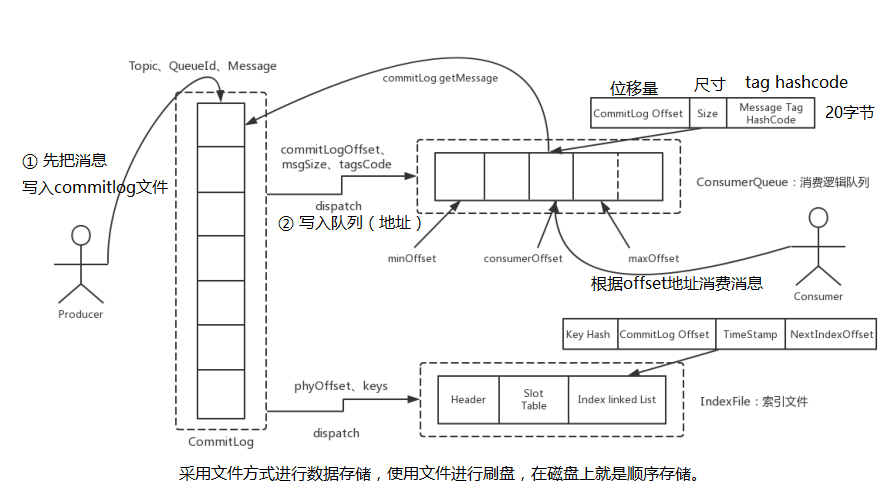 Topic、QueueId、Message
commitLog.getMessage
位移量
尺寸
tag hashcode
CommitLog Offset
Size
Message Tag
HashCode
20字节
① 先把消息
写入commitlog文件
commitLogOffset、
msgSize、tagsCode
dispatch
② 写入队列（地址）
ConsumerQueue：消费逻辑队列
minOffset
consumerOffset
maxOffset
根据offset地址消费消息
Producer
Consumer
Key Hash
CommitLog Offset
TimeStamp
NextIndexOffset
phyOffset、keys
dispatch
Header
Slot
Table
Index linked List
IndexFile：索引文件
CommitLog
采用文件方式进行数据存储，使用文件进行刷盘，在磁盘上就是顺序存储。